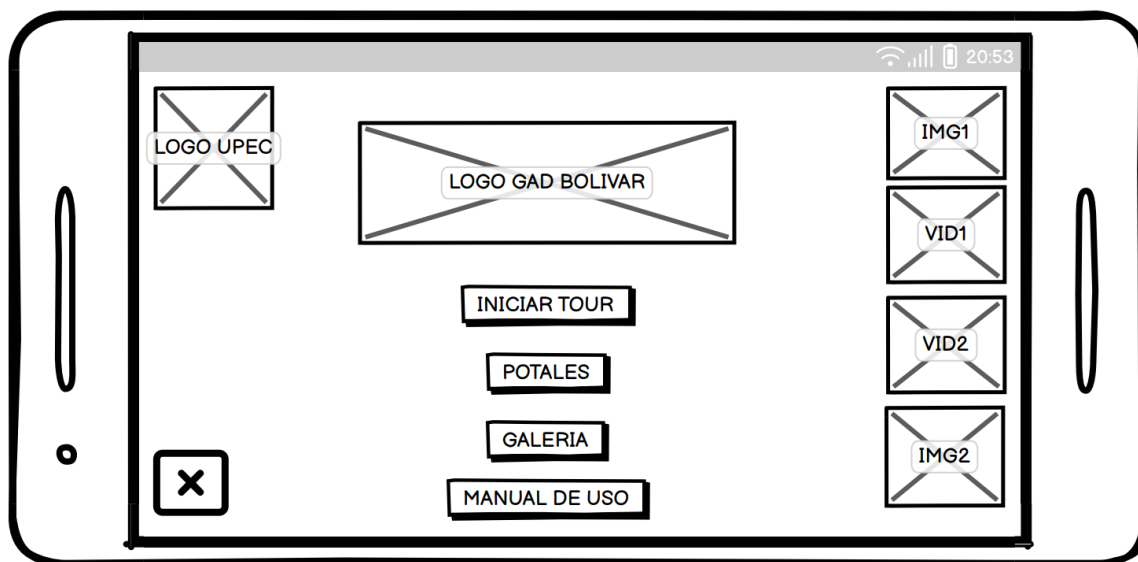 20:53
LOGO UPEC
LOGO GAD BOLIVAR
INICIAR TOUR
POTALES
GALERIA
MANUAL DE USO
IMG1
VID1
VID2
IMG2